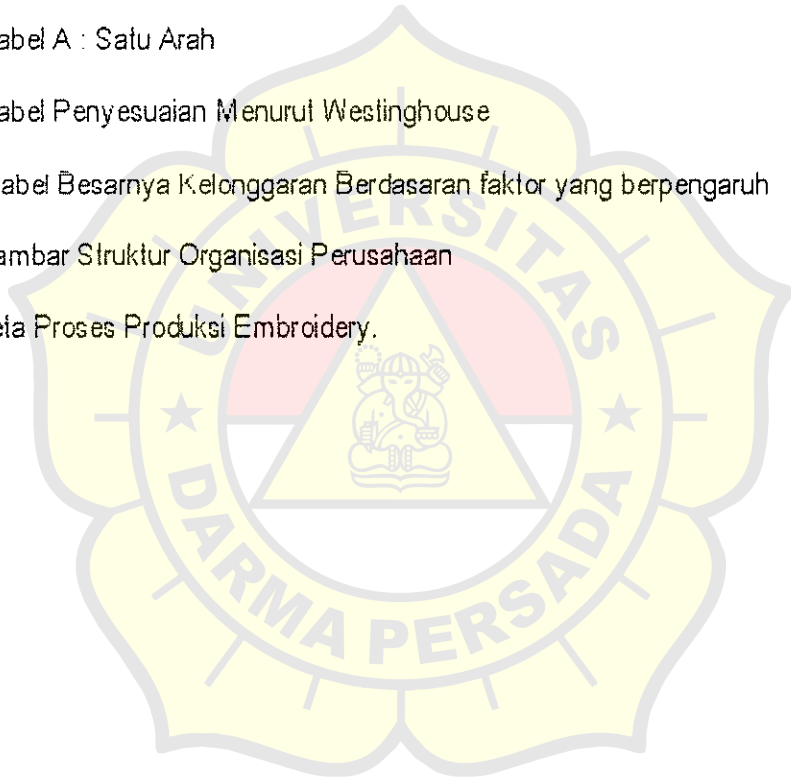 abel A : Satu Arah
abel Penyesuaian Menurut Westinghouse
abel Besarnya Kelonggaran Berdasaran faktor yang berpengaruh
ambar Struktur Organisasi Perusahaan
eta Proses Produksi Embroidery.
UNIVERSITAS
DARMA PERSADA